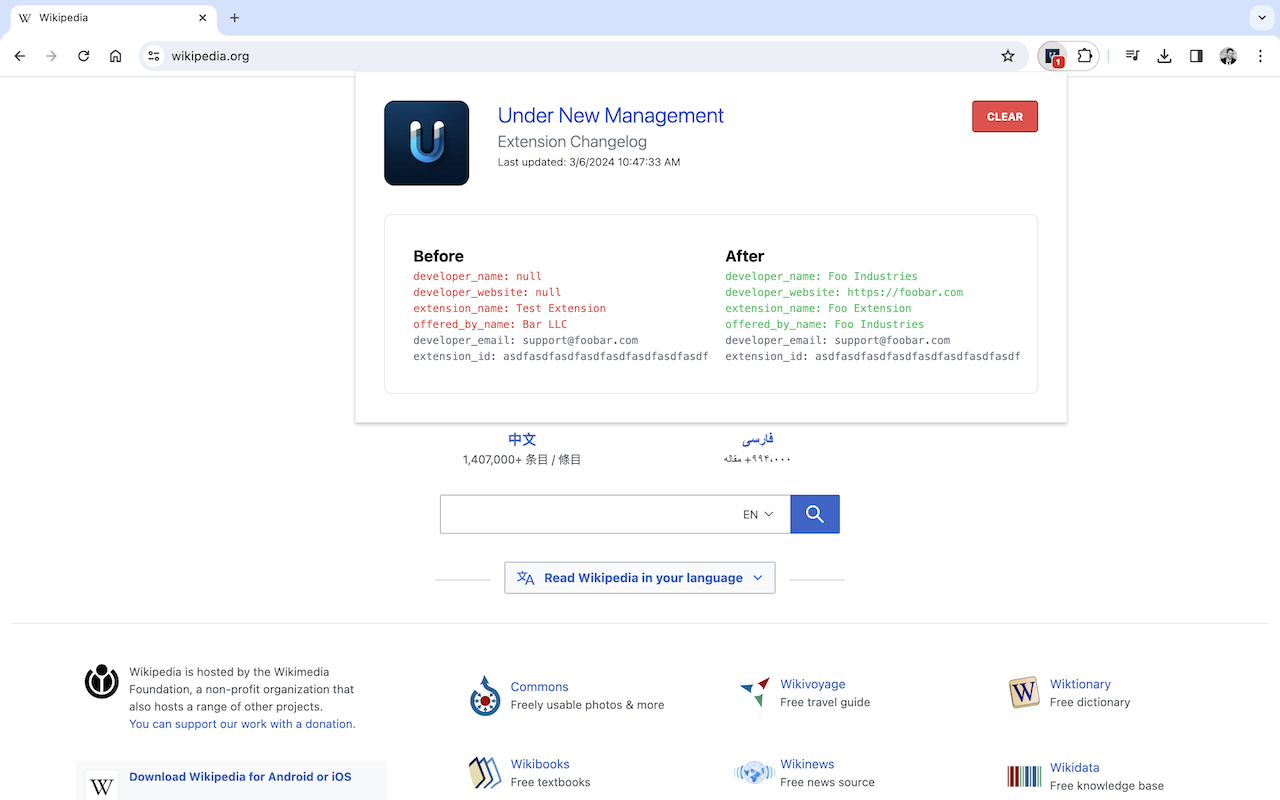 Wikipedia
wikipedia.org
1
Under New Management
CLEAR
Extension Changelog
Last updated: 3/6/2024 10:47:33 AM
Before
developer_name: null
developer_website: null
extension_name: Test Extension
offered_by_name: Bar LLC
developer_email: support@foobar.com
extension_id: asdfasdfasdfasdfasdfasdfasdfasdf
After
developer_name: Foo Industries
developer_website: https://foobar.com
extension_name: Foo Extension
offered_by_name: Foo Industries
developer_email: support@foobar.com
extension_id: asdfasdfasdfasdfasdfasdfasdfasdf
中文
1,407,000+ 条目 / 條目
فارسی
۹۹۴٬۰۰۰+ مقاله
EN
Read Wikipedia in your language
Wikipedia is hosted by the Wikimedia
Foundation, a non-profit organization that
also hosts a range of other projects.
You can support our work with a donation.
Download Wikipedia for Android or iOS
Commons
Freely usable photos & more
Wikivoyage
Free travel guide
Wiktionary
Free dictionary
Wikibooks
Free textbooks
Wikinews
Free news source
Wikidata
Free knowledge base